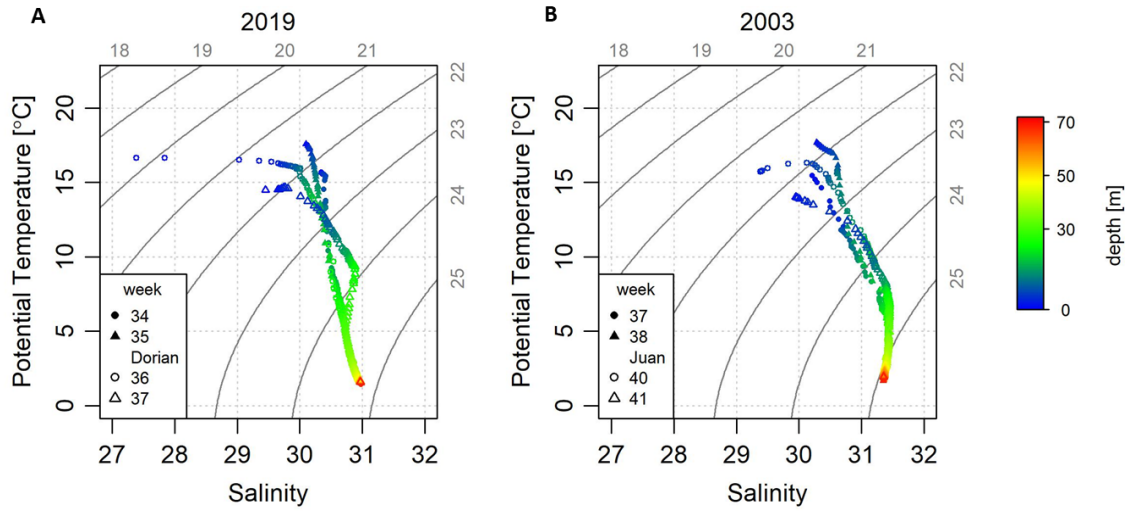 A
2019
18 19 20 21
22
23
24
25
Potential Temperature [°C]
20
15
10
5
0
week
34
35
Dorian
36
37
27 28 29 30 31 32
Salinity
B
2003
18 19 20 21
22
23
24
25
Potential Temperature [°C]
20
15
10
5
0
week
37
38
Juan
40
41
27 28 29 30 31 32
Salinity
70
50
30
0
depth [m]